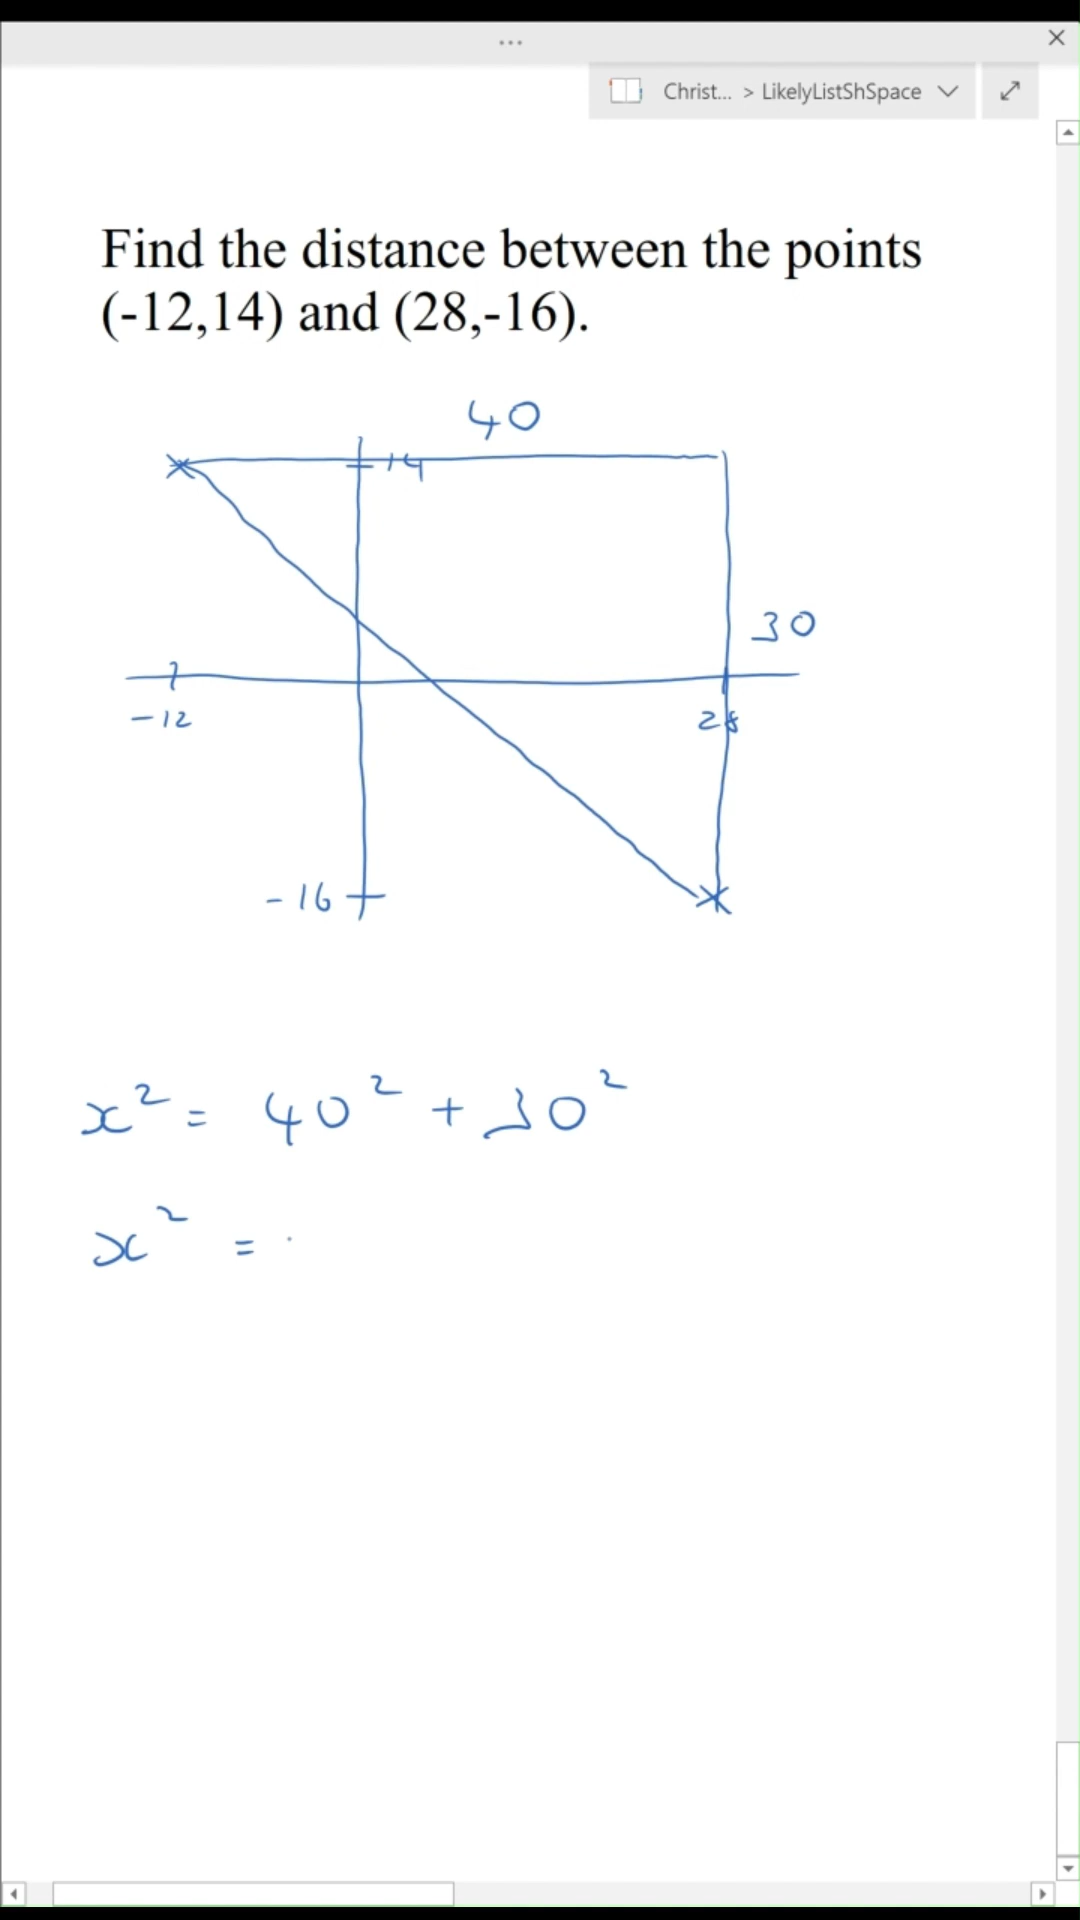 ...
Christ... > LikelyListShSpace
Find the distance between the points
(-12,14) and (28,-16).
40
14
30
-12
28
-16
x² = 40² + 30²
x² =